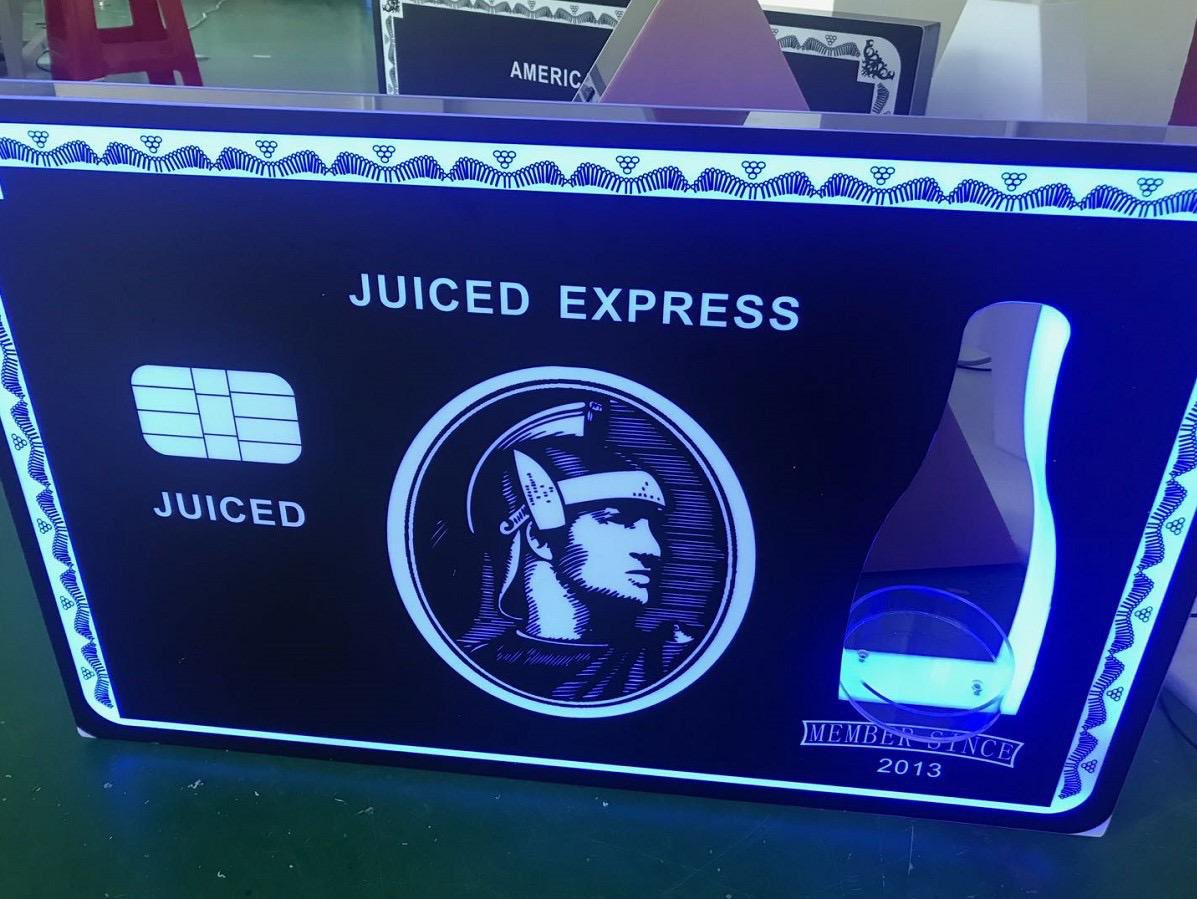 AMERIC
JUICED EXPRESS
JUICED
MEMBER SINCE
2013